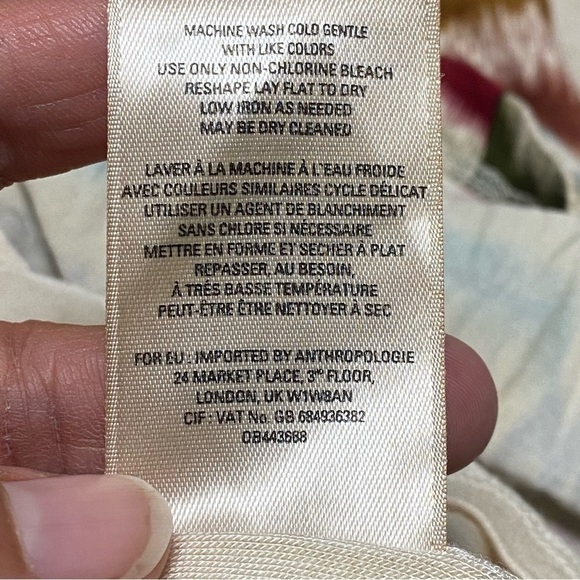 MACHINE WASH COLD GENTLE
WITH LIKE COLORS
USE ONLY NON-CHLORINE BLEACH
RESHAPE LAY FLAT TO DRY
LOW IRON AS NEEDED
MAY BE DRY CLEANED
LAVER À LA MACHINE À L'EAU FROIDE
AVEC COULEURS SIMILAIRES CYCLE DÉLICAT
UTILISER UN AGENT DE BLANCHIMENT
SANS CHLORE SI NÉCESSAIRE
METTRE EN FORME ET SÉCHER À PLAT
REPASSER, AU BESOIN,
À TRÈS BASSE TEMPÉRATURE
PEUT-ÊTRE ÊTRE NETTOYER À SEC
FOR EU: IMPORTED BY ANTHROPOLOGIE
24 MARKET PLACE, 3RD FLOOR,
LONDON, UK W1W8AN
CIF: VAT No. GB 684936382
OB443668